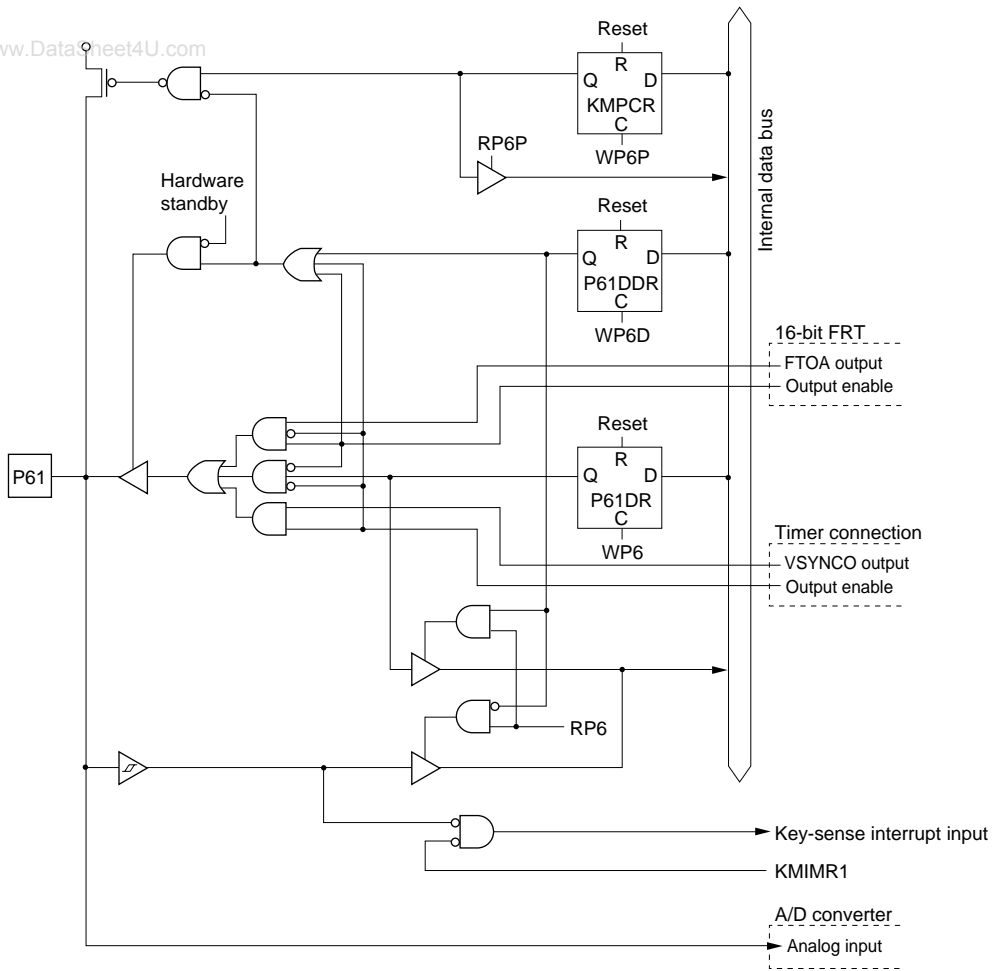 ww.DataSheet4U.com
Reset
R
Q D
KMPCR
C
WP6P
RP6P
Internal data bus
Hardware
standby
Reset
R
Q D
P61DDR
C
WP6D
16-bit FRT
FTOA output
Output enable
Reset
R
Q D
P61DR
C
WP6
P61
Timer connection
VSYNCO output
Output enable
RP6
Key-sense interrupt input
KMIMR1
A/D converter
Analog input